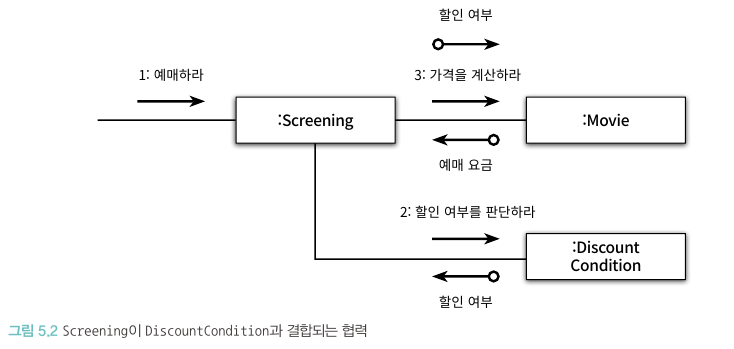 할인 여부
1: 예매하라
3: 가격을 계산하라
:Screening
:Movie
예매 요금
2: 할인 여부를 판단하라
:Discount
Condition
할인 여부
그림 5.2 Screening이 DiscountCondition과 결합되는 협력